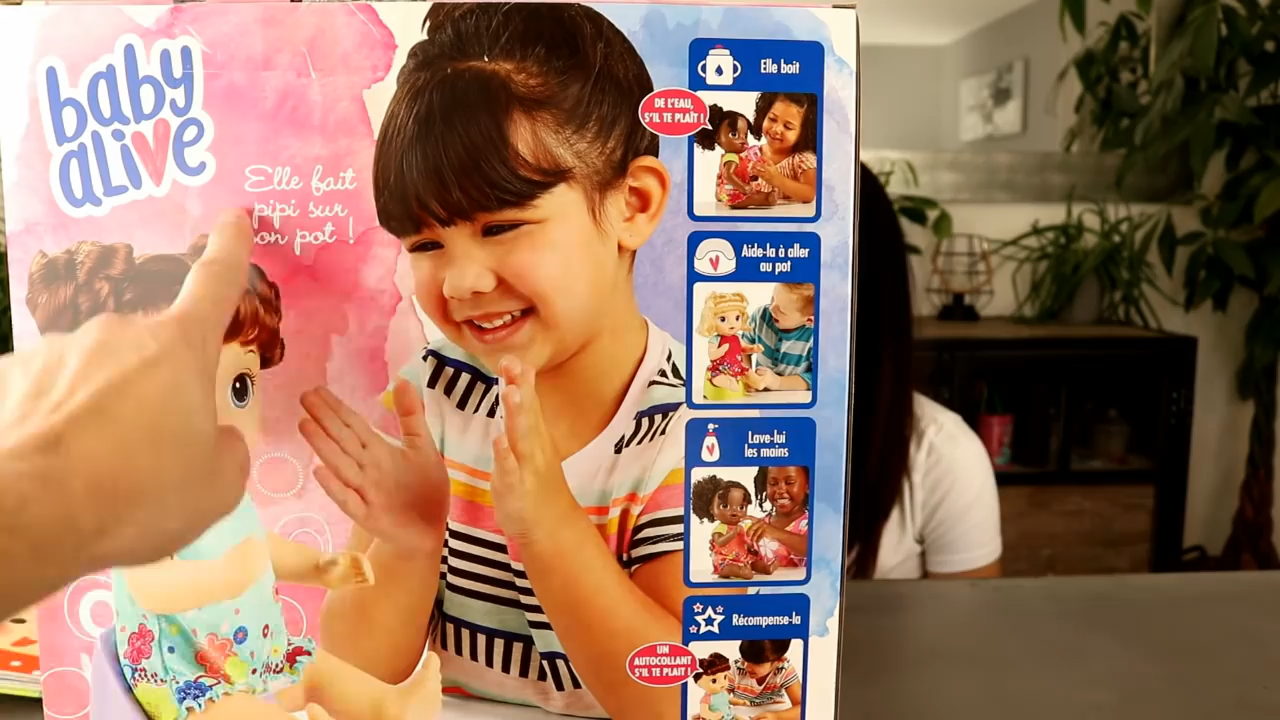 baby
alive
Elle fait
pipi sur
son pot !
Elle boit
DE L'EAU,
S'IL TE PLAÎT !
Aide-la à aller
au pot
Lave-lui
les mains
Récompense-la
UN
AUTOCOLLANT
S'IL TE PLAIT !